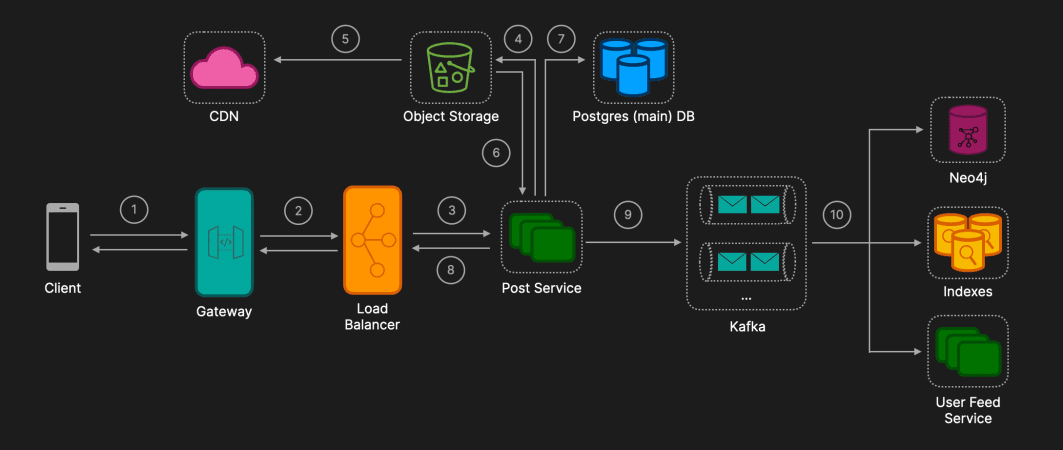 5
4
7
CDN
Object Storage
Postgres (main) DB
6
Neo4j
1
2
3
9
10
8
</>
Client
Gateway
Load
Balancer
Post Service
...
Kafka
Indexes
User Feed
Service